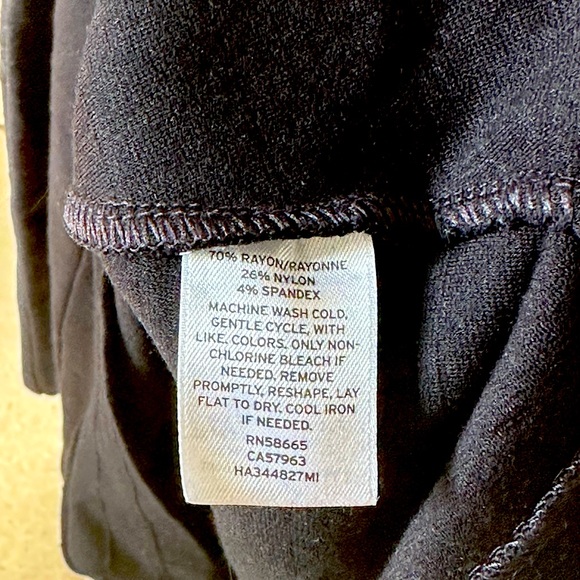 70% RAYON/RAYONNE
26% NYLON
4% SPANDEX
MACHINE WASH COLD,
GENTLE CYCLE, WITH
LIKE. COLORS. ONLY NON-
CHLORINE BLEACH IF
NEEDED. REMOVE
PROMPTLY, RESHAPE, LAY
FLAT TO DRY. COOL IRON
IF NEEDED.
RN58665
CA57963
HA344827MI